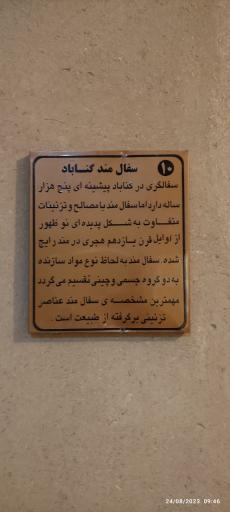 ۱۰ سفال مند گناباد
سفالگری در گناباد پیشینه ای پنج هزار
ساله دارد اما سفال مند با مصالح و تزئینات
متفاوت به شکل پدیده ای نو ظهور
از اوایل قرن یازدهم هجری در مند رایج
شده. سفال مند به لحاظ نوع مواد سازنده
به دو گروه جسمی و چینی تقسیم می گردد
مهمترین مشخصه ی سفال مند عناصر
تزئینی بر گرفته از طبیعت است.
24/08/2023 09:46